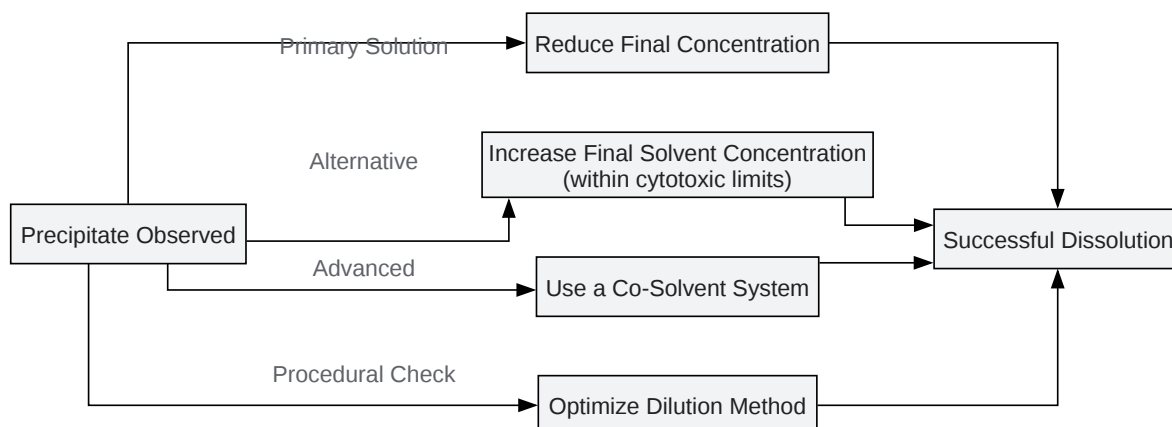 Primary Solution
Reduce Final Concentration
Alternative
Increase Final Solvent Concentration
(within cytotoxic limits)
Precipitate Observed
Successful Dissolution
Advanced
Use a Co-Solvent System
Procedural Check
Optimize Dilution Method